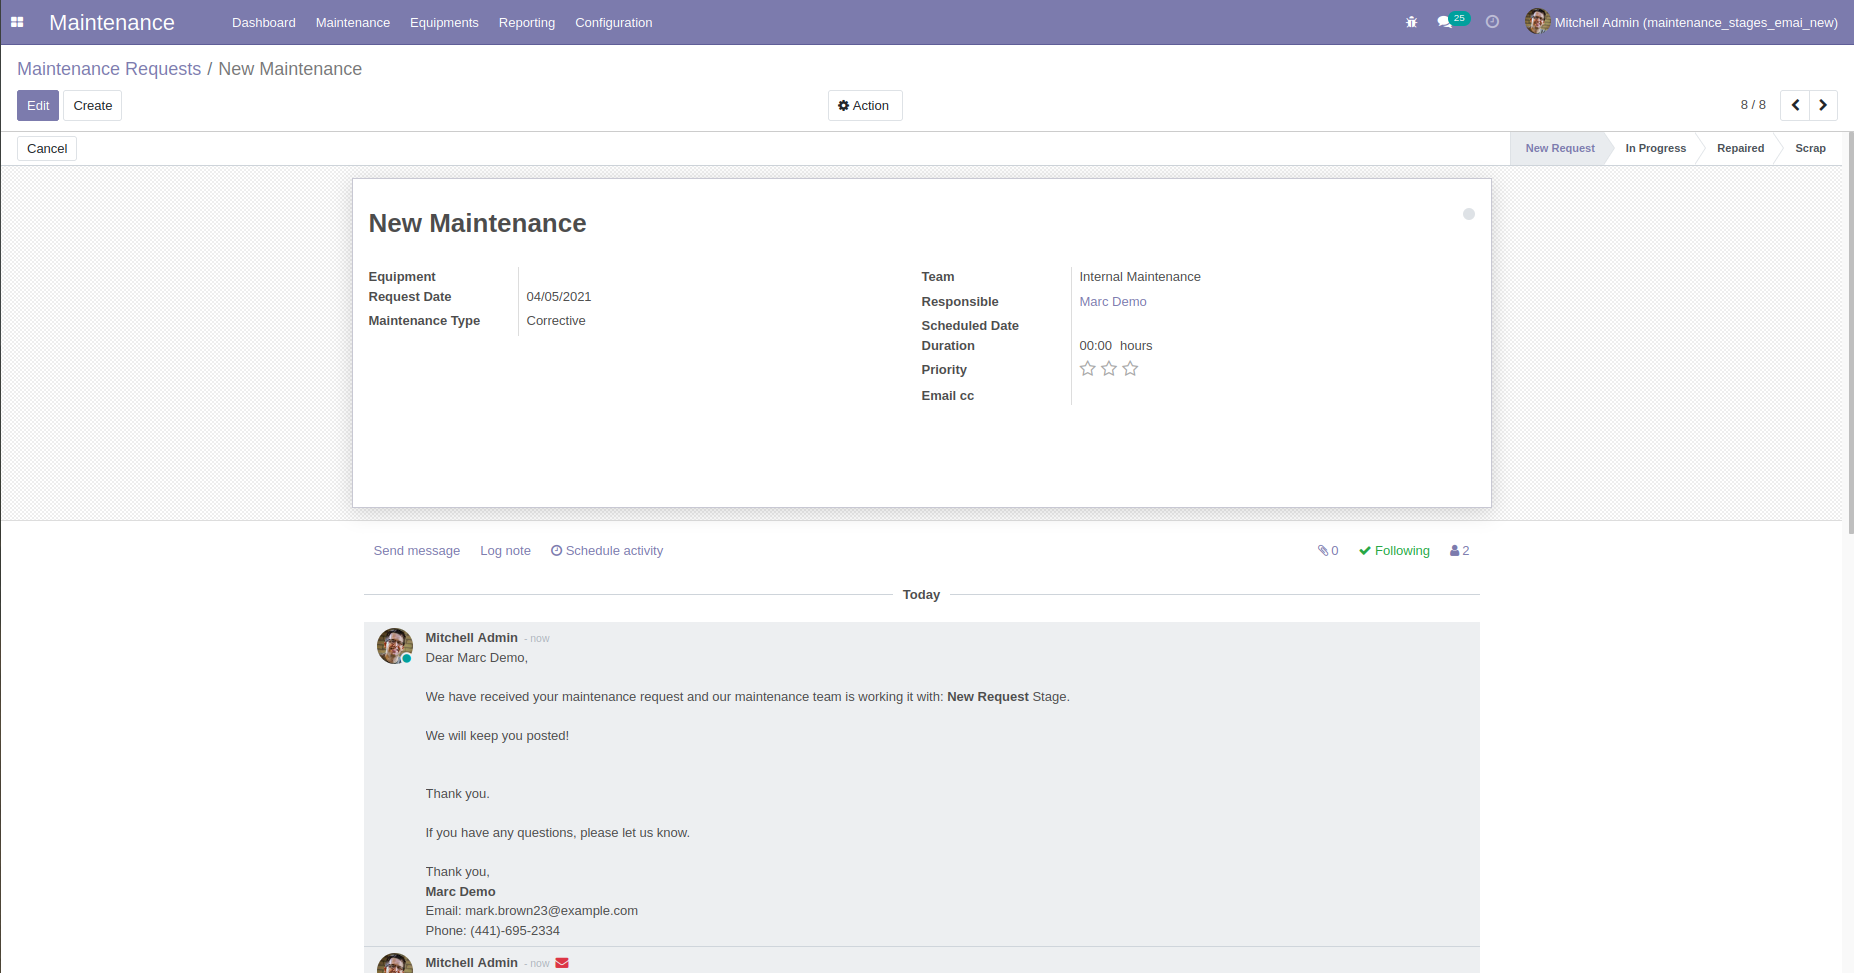 Maintenance Dashboard Maintenance Equipments Reporting Configuration 25 Mitchell Admin (maintenance_stages_emai_new)
Maintenance Requests / New Maintenance
Edit Create Action 8 / 8
Cancel New Request In Progress Repaired Scrap
New Maintenance
Equipment
Request Date 04/05/2021
Maintenance Type Corrective
Team Internal Maintenance
Responsible Marc Demo
Scheduled Date
Duration 00:00 hours
Priority
Email cc
Send message Log note Schedule activity 0 Following 2
Today
Mitchell Admin - now
Dear Marc Demo,
We have received your maintenance request and our maintenance team is working it with: New Request Stage.
We will keep you posted!
Thank you.
If you have any questions, please let us know.
Thank you,
Marc Demo
Email: mark.brown23@example.com
Phone: (441)-695-2334
Mitchell Admin - now